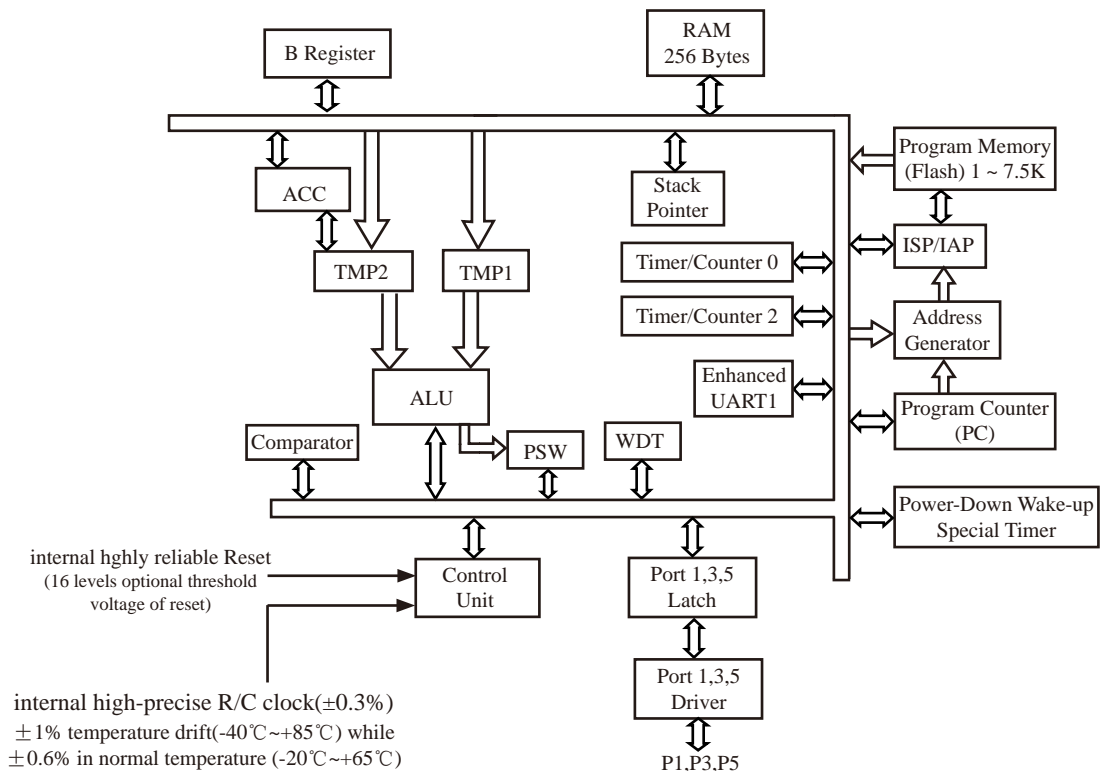 B Register
RAM
256 Bytes
Program Memory
(Flash) 1 ~ 7.5K
ACC
Stack
Pointer
ISP/IAP
TMP2
TMP1
Timer/Counter 0
Timer/Counter 2
Address
Generator
Enhanced
UART1
ALU
Program Counter
(PC)
Comparator
PSW
WDT
Power-Down Wake-up
Special Timer
internal hghly reliable Reset
(16 levels optional threshold
voltage of reset)
Control
Unit
Port 1,3,5
Latch
Port 1,3,5
Driver
internal high-precise R/C clock(±0.3%)
±1% temperature drift(-40℃~+85℃) while
±0.6% in normal temperature (-20℃~+65℃)
P1,P3,P5